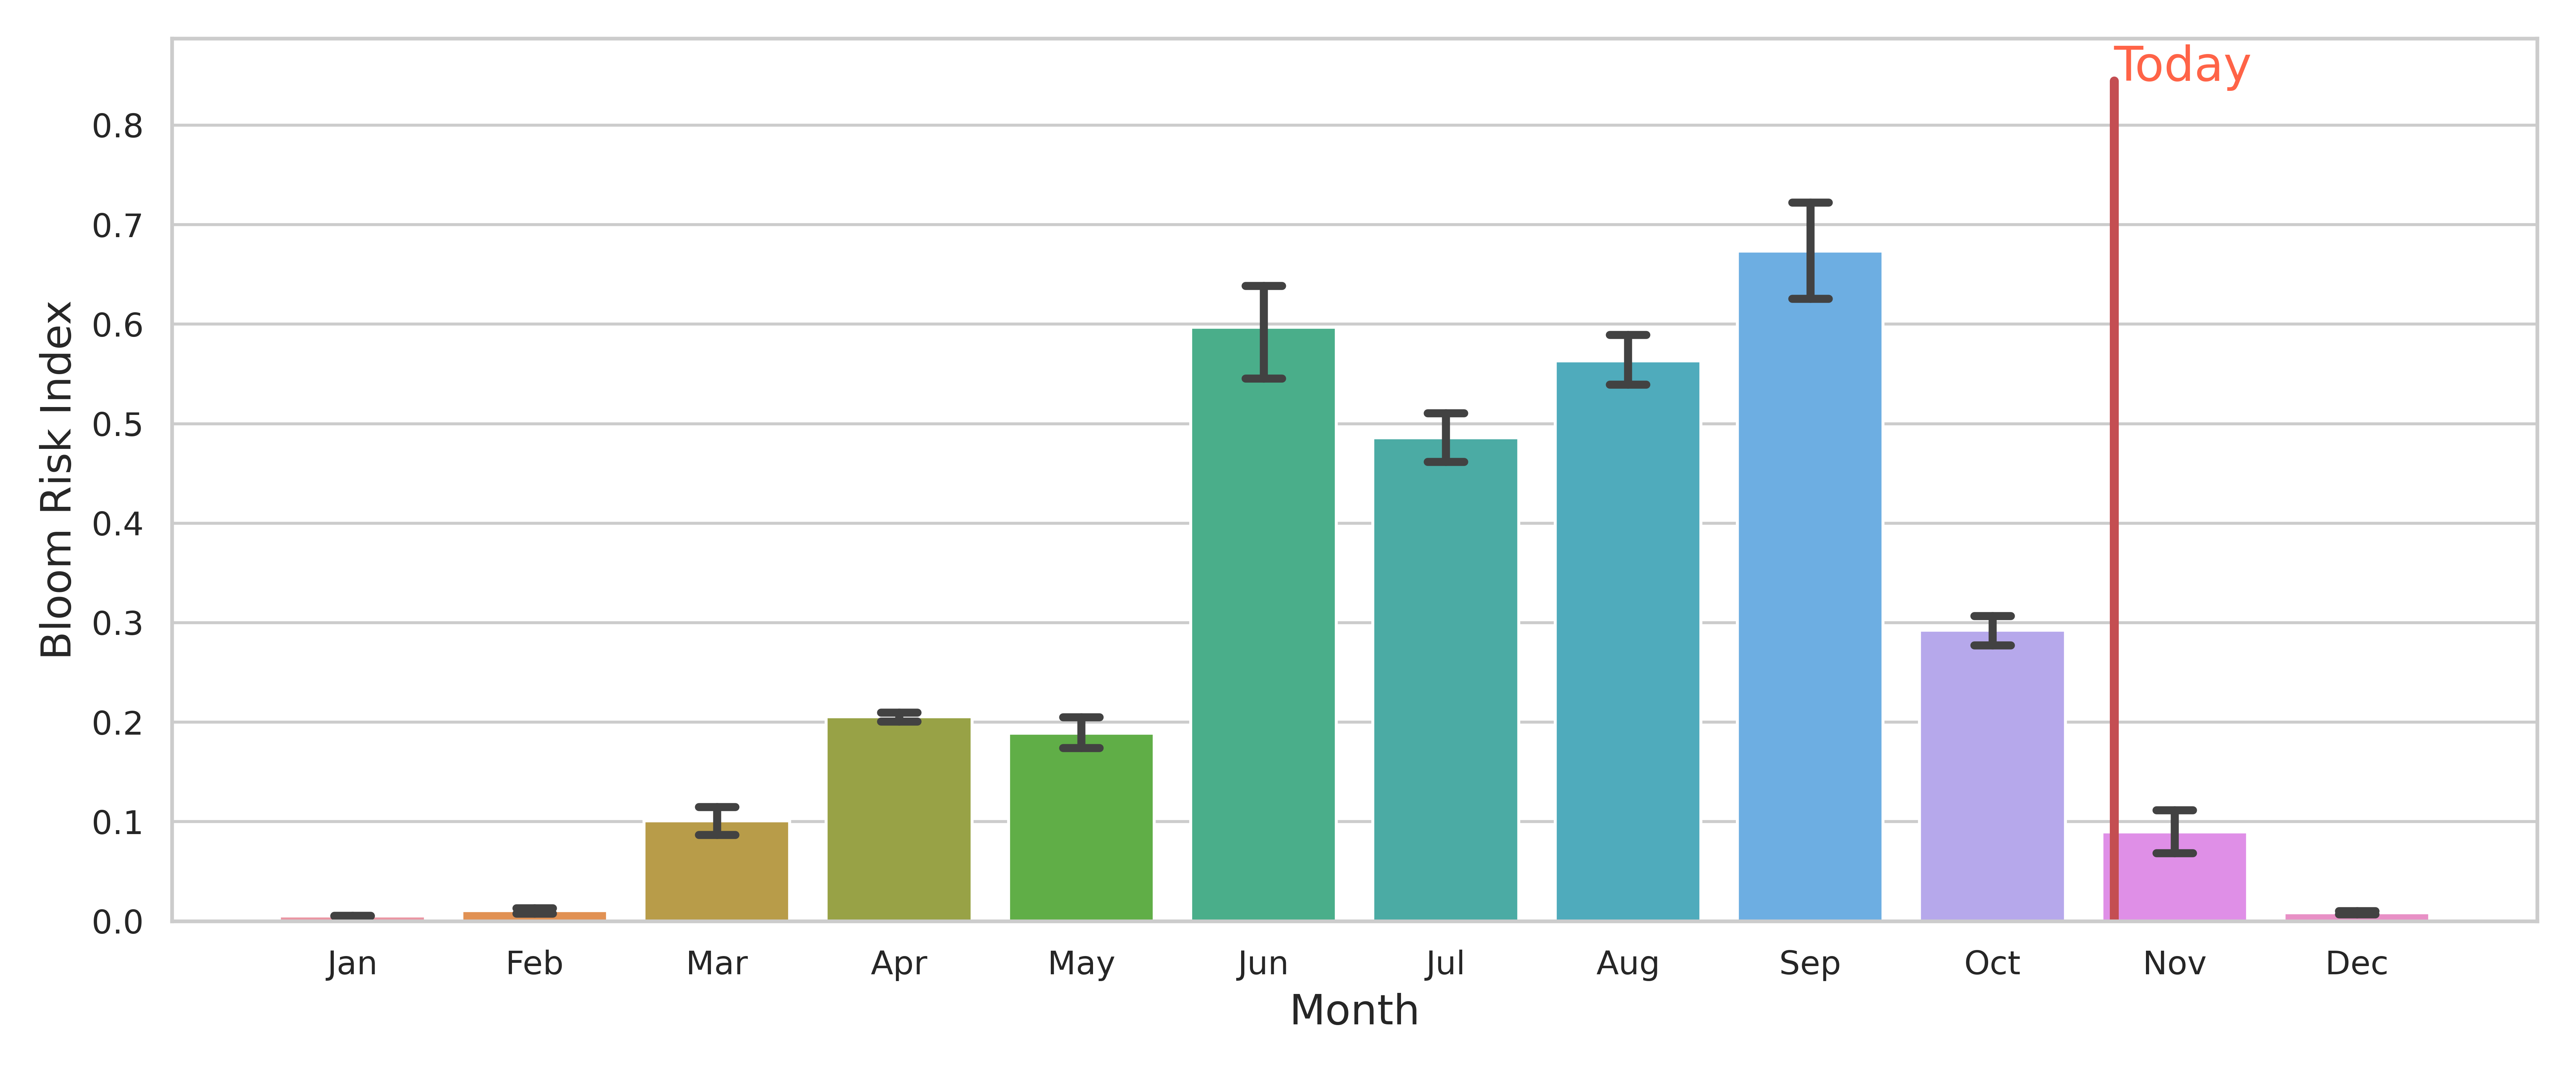 Today
0.8
0.7
0.6
0.5
0.4
0.3
0.2
0.1
0.0
Bloom Risk Index
Jan Feb Mar Apr May Jun Jul Aug Sep Oct Nov Dec
Month